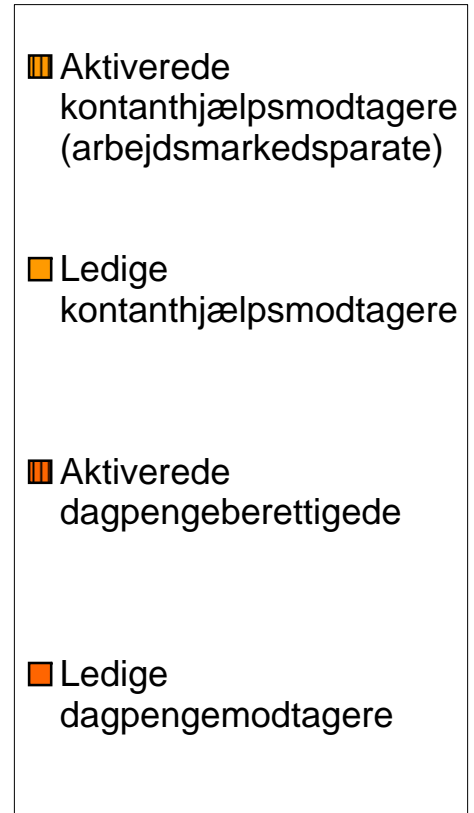 Aktiverede
kontanthjælpsmodtagere
(arbejdsmarkedsparate)
Ledige
kontanthjælpsmodtagere
Aktiverede
dagpengeberettigede
Ledige
dagpengemodtagere